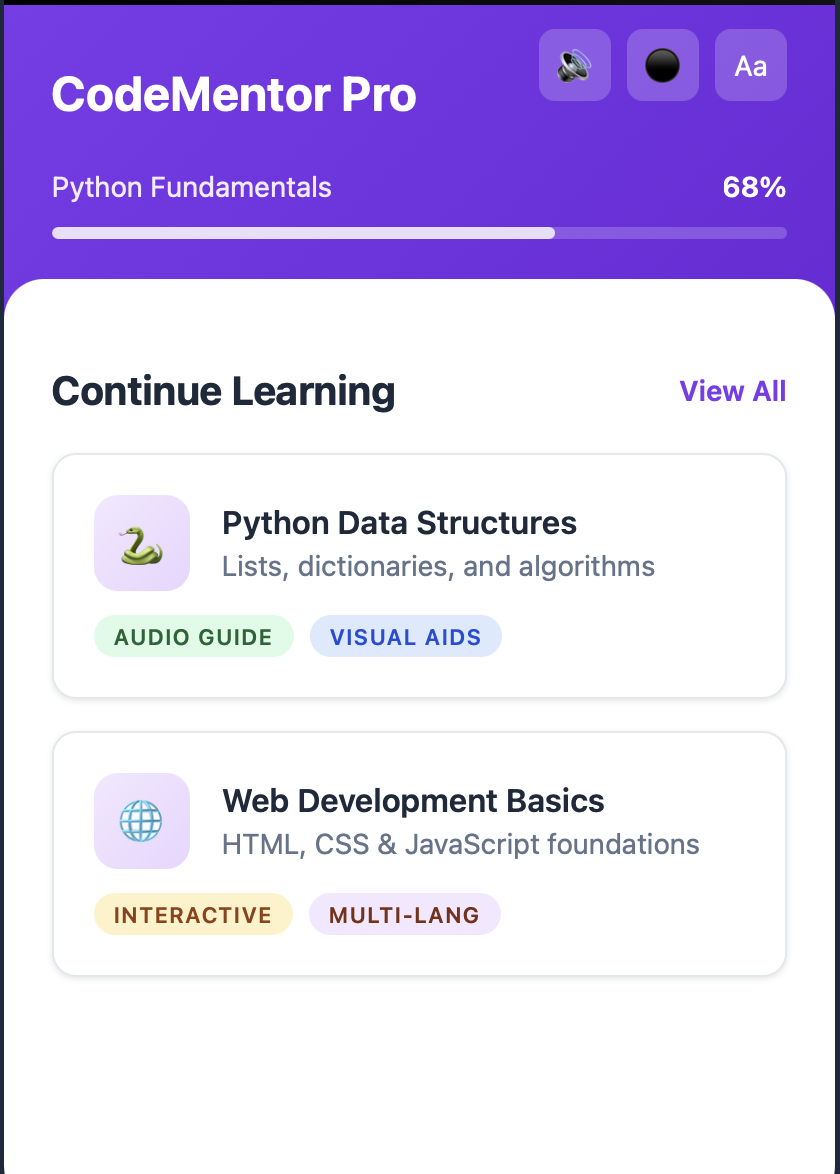 CodeMentor Pro
Aa
Python Fundamentals
68%
Continue Learning
View All
Python Data Structures
Lists, dictionaries, and algorithms
AUDIO GUIDE
VISUAL AIDS
Web Development Basics
HTML, CSS & JavaScript foundations
INTERACTIVE
MULTI-LANG